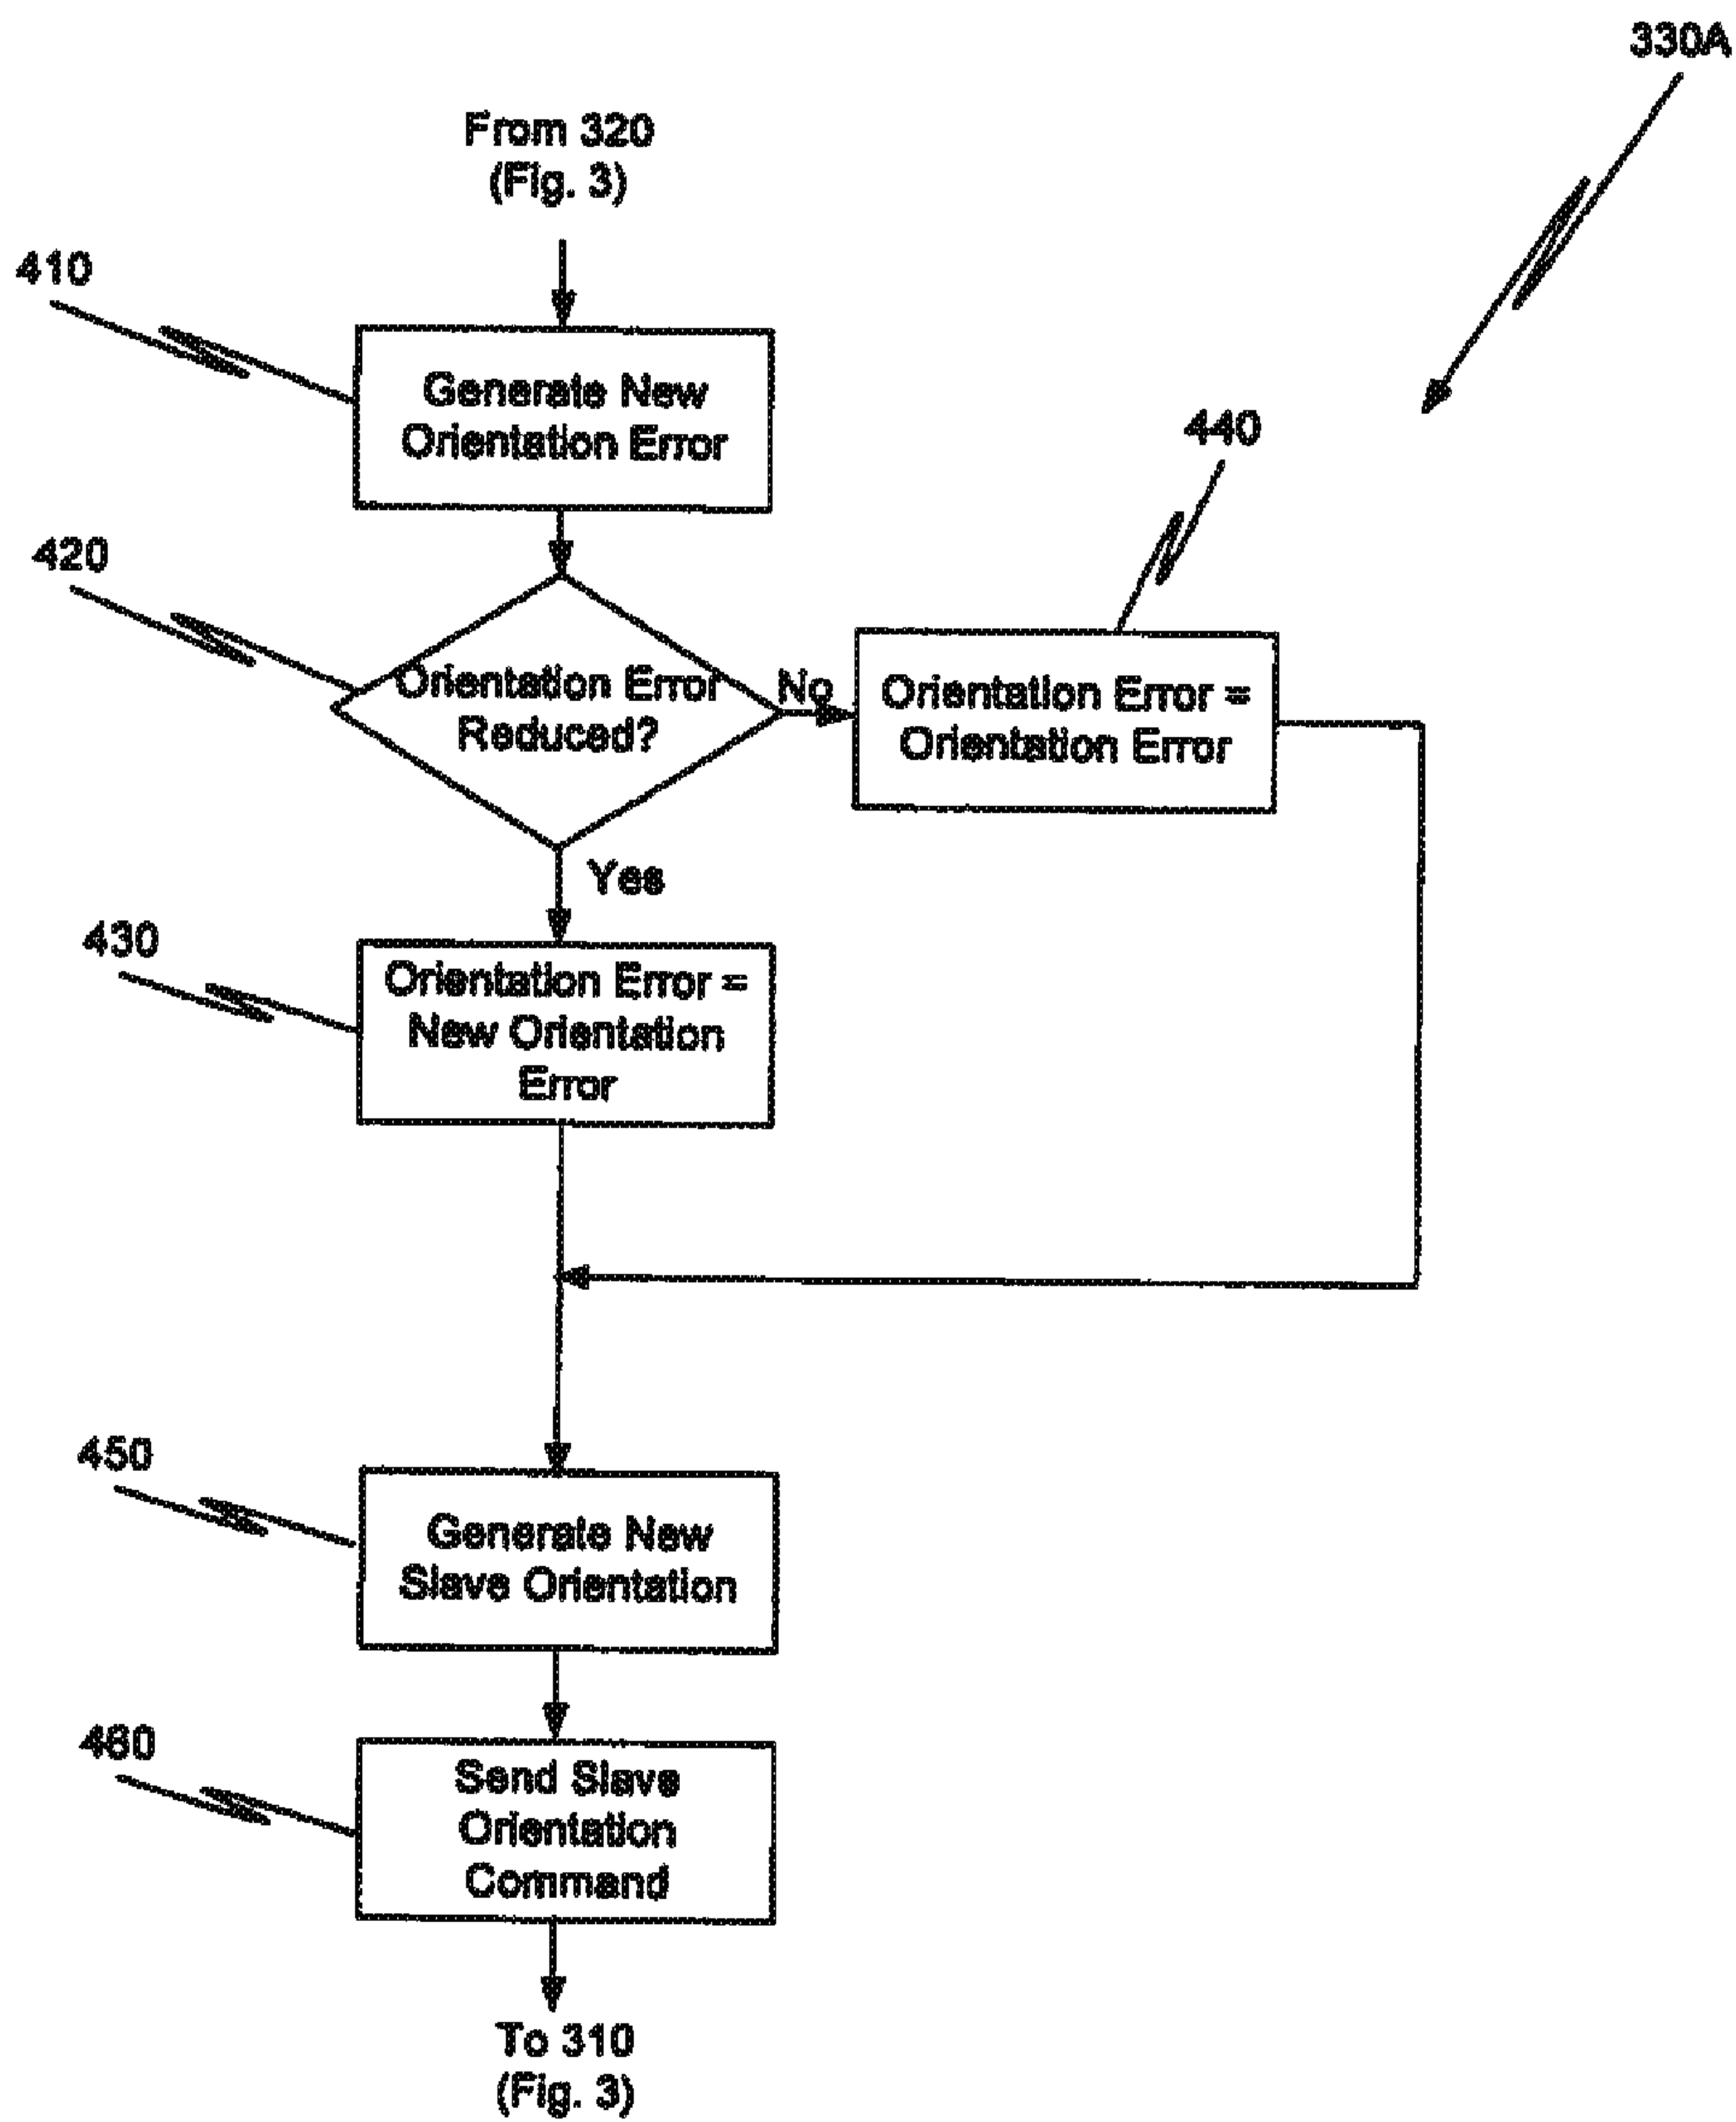 330A
From 320
(Fig. 3)
410
Generate New
Orientation Error
440
420
Orientation Error
Reduced?
No
Orientation Error =
Orientation Error
Yes
430
Orientation Error =
New Orientation
Error
450
Generate New
Slave Orientation
460
Send Slave
Orientation
Command
To 310
(Fig. 3)